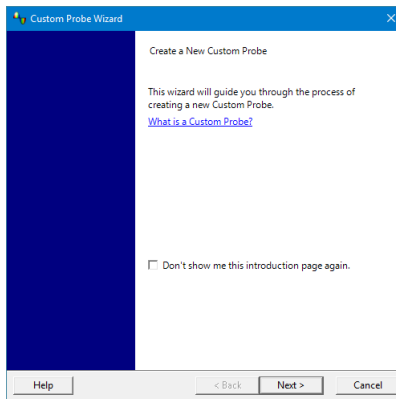 Custom Probe Wizard
Create a New Custom Probe
This wizard will guide you through the process of
creating a new Custom Probe.
What is a Custom Probe?
Don't show me this introduction page again.
Help
< Back
Next >
Cancel